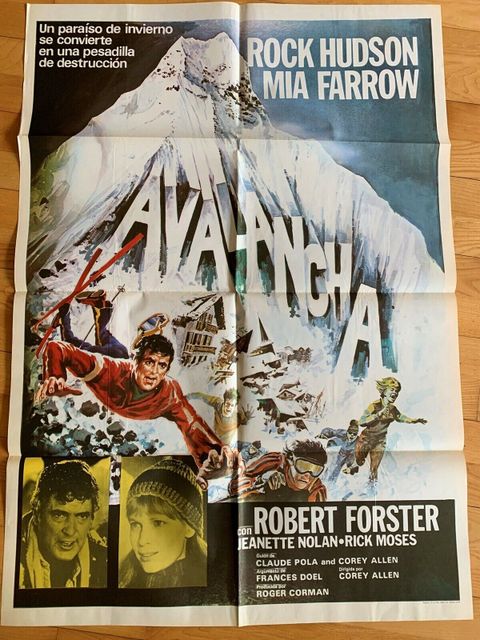 Un paraíso de invierno
se convierte
en una pesadilla
de destrucción
ROCK HUDSON
MIA FARROW
AVALANCHA
con ROBERT FORSTER
JEANETTE NOLAN·RICK MOSES
Guión de
CLAUDE POLA and COREY ALLEN
Argumento de
FRANCES DOEL
Dirigida por
COREY ALLEN
Producida por
ROGER CORMAN